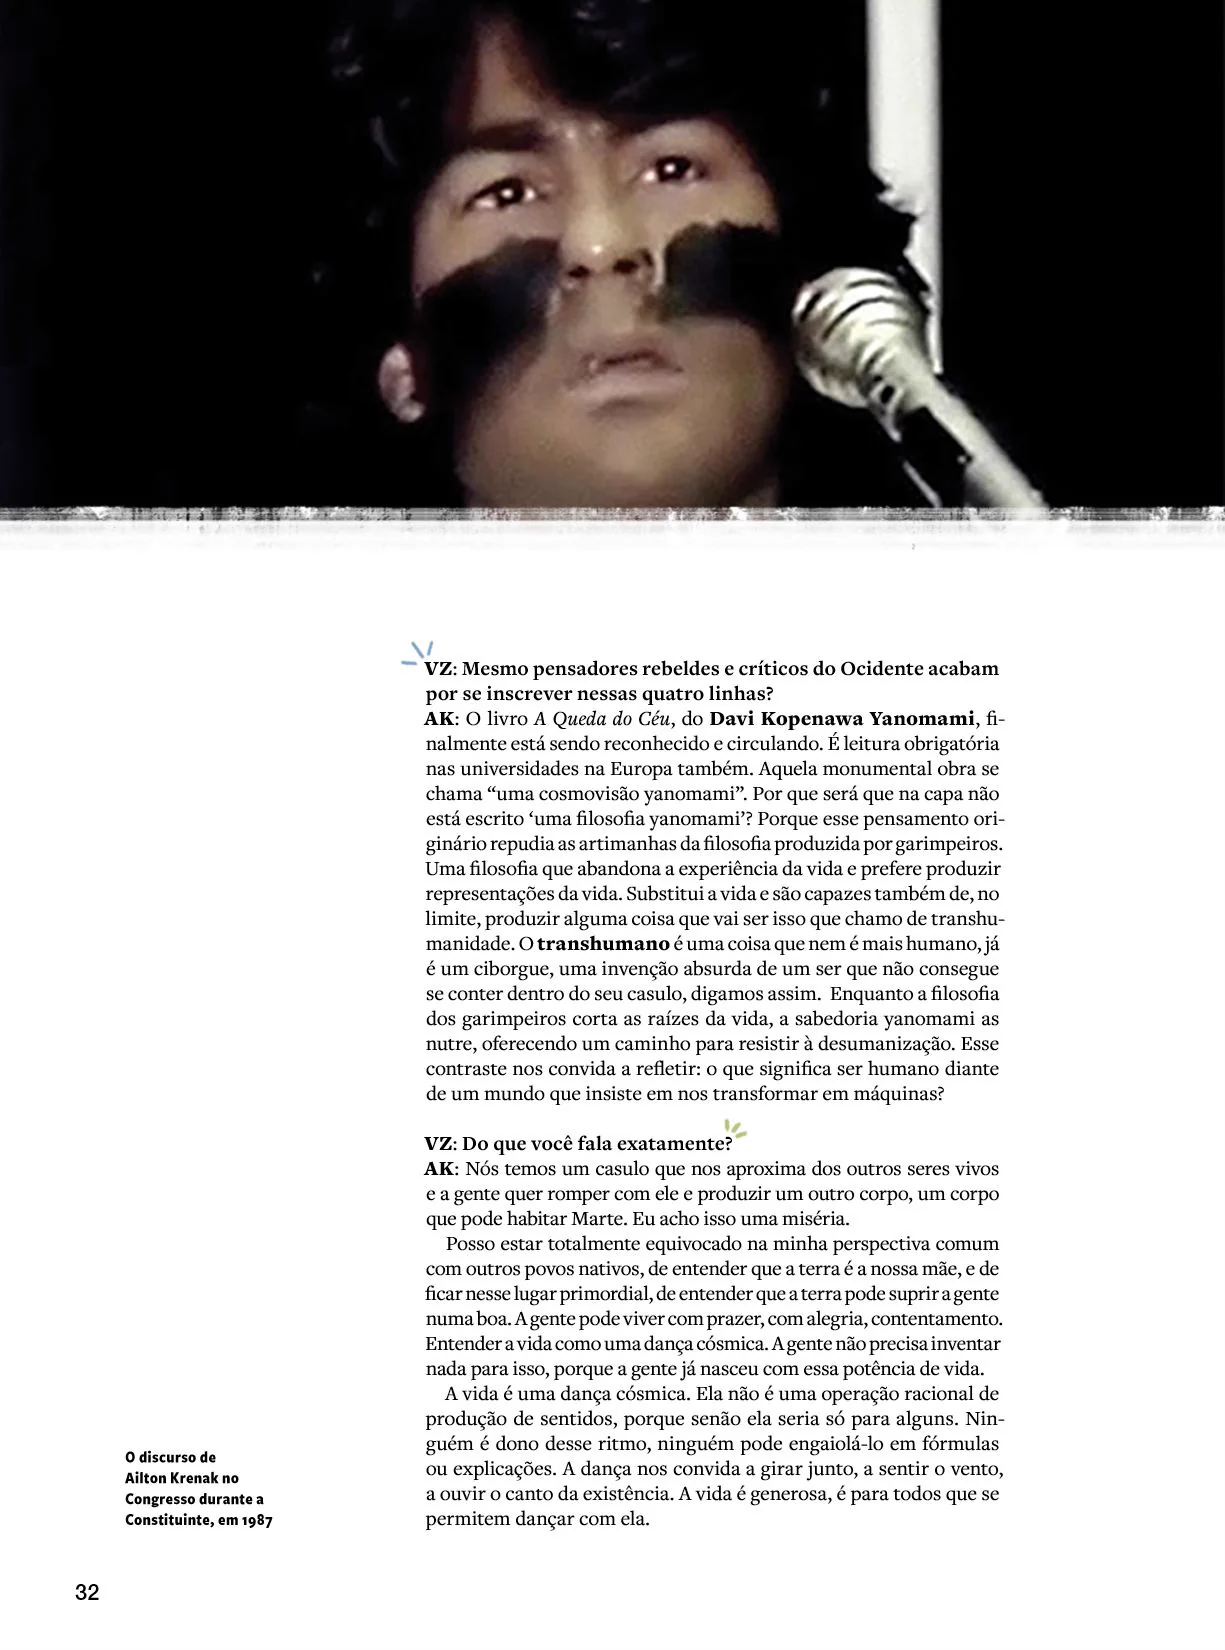 VZ: Mesmo pensadores rebeldes e críticos do Ocidente acabam
por se inscrever nessas quatro linhas?
AK: O livro A Queda do Céu, do Davi Kopenawa Yanomami, fi-
nalmente está sendo reconhecido e circulando. É leitura obrigatória
nas universidades na Europa também. Aquela monumental obra se
chama “uma cosmovisão yanomami”. Por que será que na capa não
está escrito ‘uma filosofia yanomami’? Porque esse pensamento ori-
ginário repudia as artimanhas da filosofia produzida por garimpeiros.
Uma filosofia que abandona a experiência da vida e prefere produzir
representações da vida. Substitui a vida e são capazes também de, no
limite, produzir alguma coisa que vai ser isso que chamo de transhu-
manidade. O transhumano é uma coisa que nem é mais humano, já
é um ciborgue, uma invenção absurda de um ser que não consegue
se conter dentro do seu casulo, digamos assim. Enquanto a filosofia
dos garimpeiros corta as raízes da vida, a sabedoria yanomami as
nutre, oferecendo um caminho para resistir à desumanização. Esse
contraste nos convida a refletir: o que significa ser humano diante
de um mundo que insiste em nos transformar em máquinas?
VZ: Do que você fala exatamente?
AK: Nós temos um casulo que nos aproxima dos outros seres vivos
e a gente quer romper com ele e produzir um outro corpo, um corpo
que pode habitar Marte. Eu acho isso uma miséria.
Posso estar totalmente equivocado na minha perspectiva comum
com outros povos nativos, de entender que a terra é a nossa mãe, e de
ficar nesse lugar primordial, de entender que a terra pode suprir a gente
numa boa. A gente pode viver com prazer, com alegria, contentamento.
Entender a vida como uma dança cósmica. A gente não precisa inventar
nada para isso, porque a gente já nasceu com essa potência de vida.
A vida é uma dança cósmica. Ela não é uma operação racional de
produção de sentidos, porque senão ela seria só para alguns. Nin-
guém é dono desse ritmo, ninguém pode engaiolá-lo em fórmulas
ou explicações. A dança nos convida a girar junto, a sentir o vento,
a ouvir o canto da existência. A vida é generosa, é para todos que se
permitem dançar com ela.
O discurso de
Ailton Krenak no
Congresso durante a
Constituinte, em 1987
32